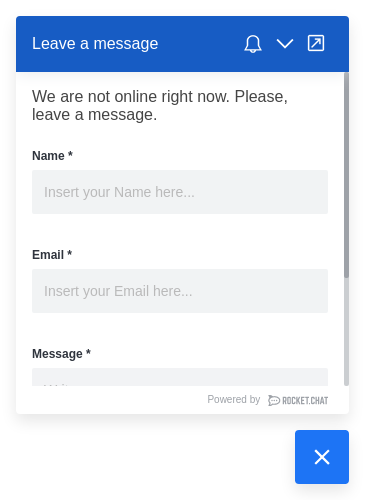 Leave a message
We are not online right now. Please,
leave a message.
Name *
Insert your Name here...
Email *
Insert your Email here...
Message *
Powered by ROCKET.CHAT